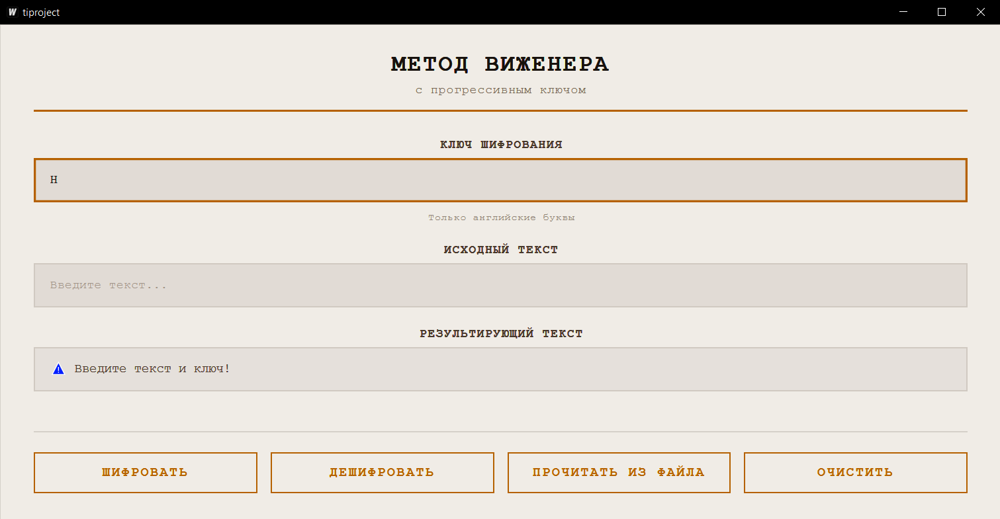 W tiproject
МЕТОД ВИЖЕНЕРА
с прогрессивным ключом
КЛЮЧ ШИФРОВАНИЯ
Н
Только английские буквы
ИСХОДНЫЙ ТЕКСТ
Введите текст...
РЕЗУЛЬТИРУЮЩИЙ ТЕКСТ
Введите текст и ключ!
ШИФРОВАТЬ
ДЕШИФРОВАТЬ
ПРОЧИТАТЬ ИЗ ФАЙЛА
ОЧИСТИТЬ